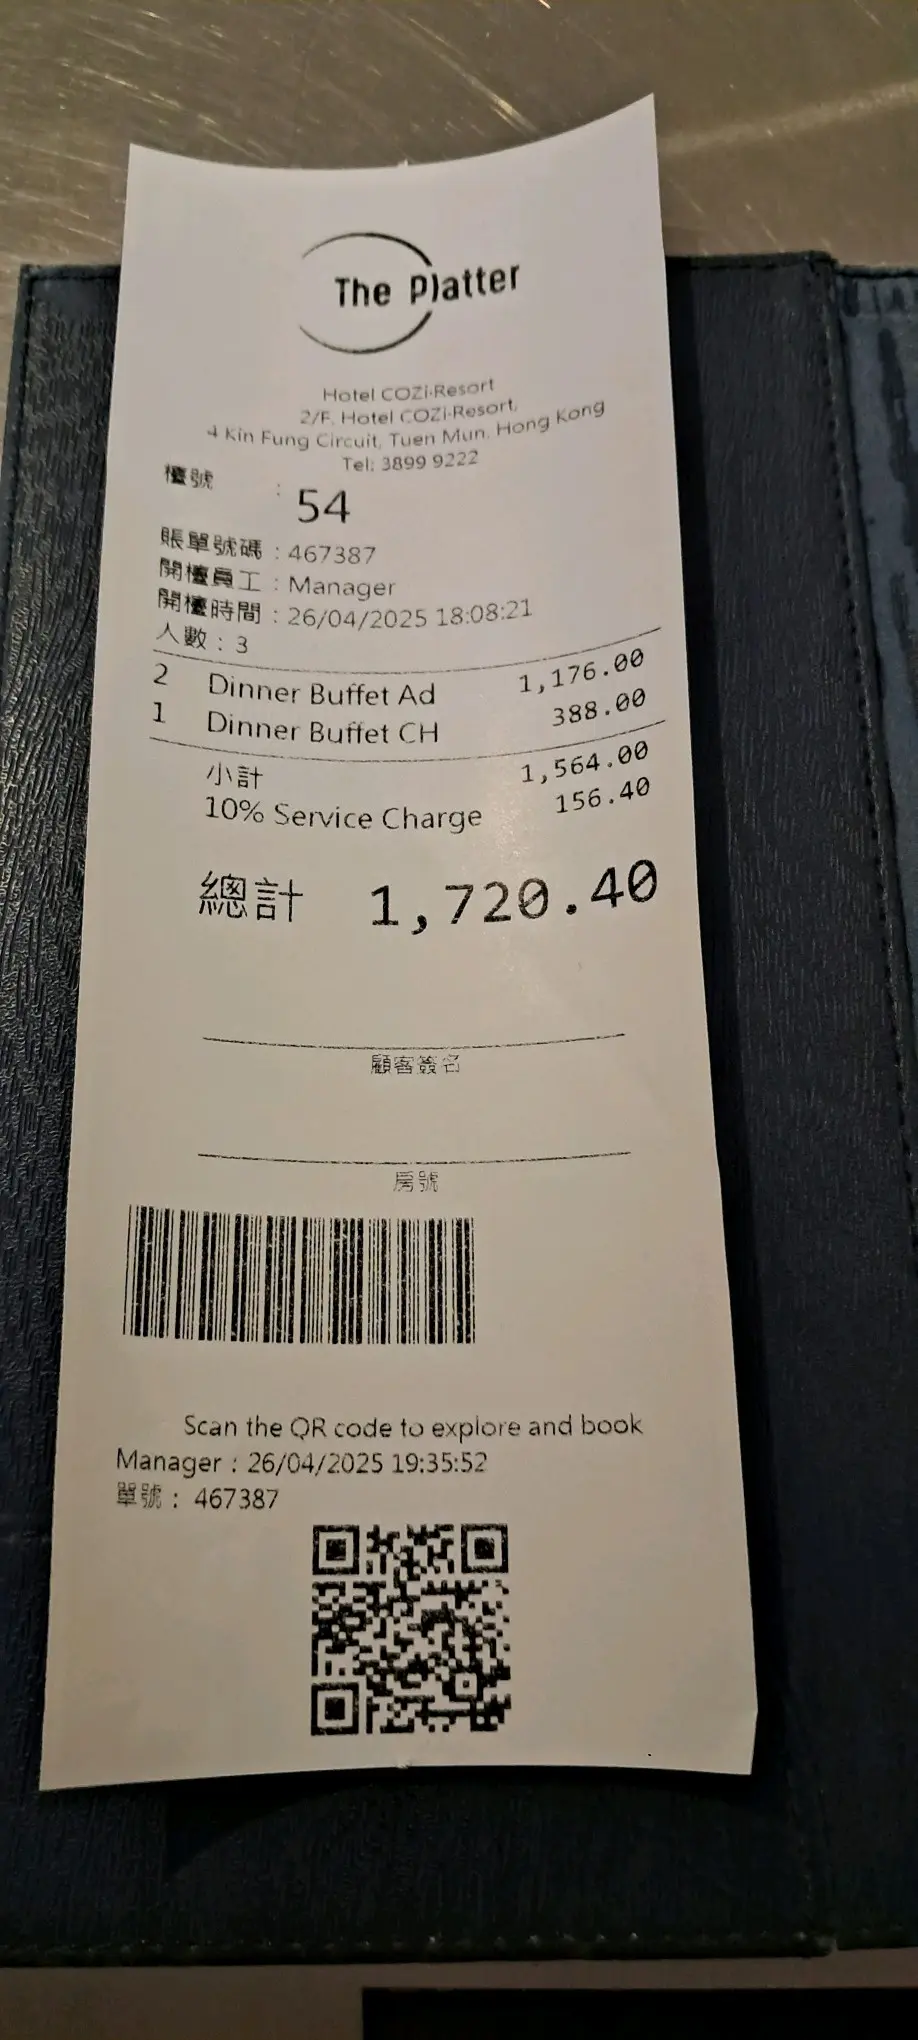 The Platter
Hotel COZi·Resort
2/F, Hotel COZi·Resort,
4 Kin Fung Circuit, Tuen Mun, Hong Kong
Tel: 3899 9222
檯號 : 54
賬單號碼 : 467387
開檯員工 : Manager
開檯時間 : 26/04/2025 18:08:21
人數 : 3
2 Dinner Buffet Ad 1,176.00
1 Dinner Buffet CH 388.00
小計 1,564.00
10% Service Charge 156.40
總計 1,720.40
顧客簽名
房號
Scan the QR code to explore and book
Manager : 26/04/2025 19:35:52
單號 : 467387